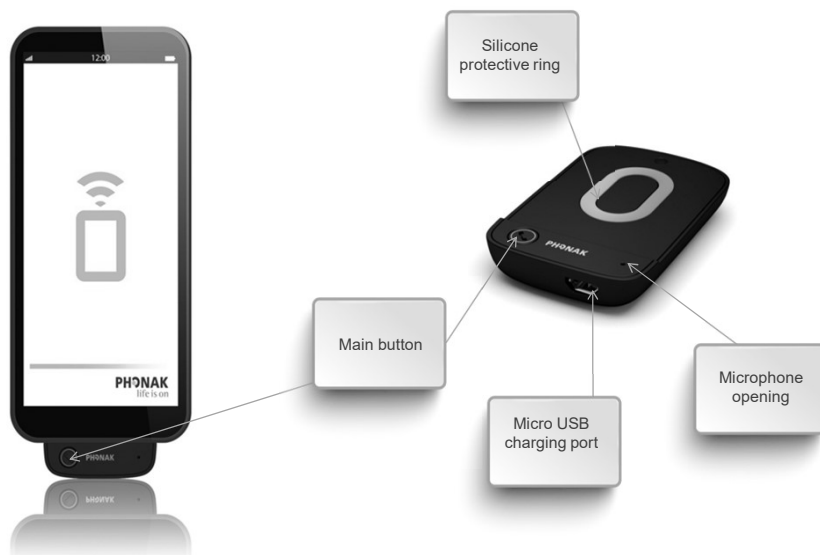 12:00
PHONAK
life is on
PHONAK
Silicone
protective ring
PHONAK
Main button
Micro USB
charging port
Microphone
opening